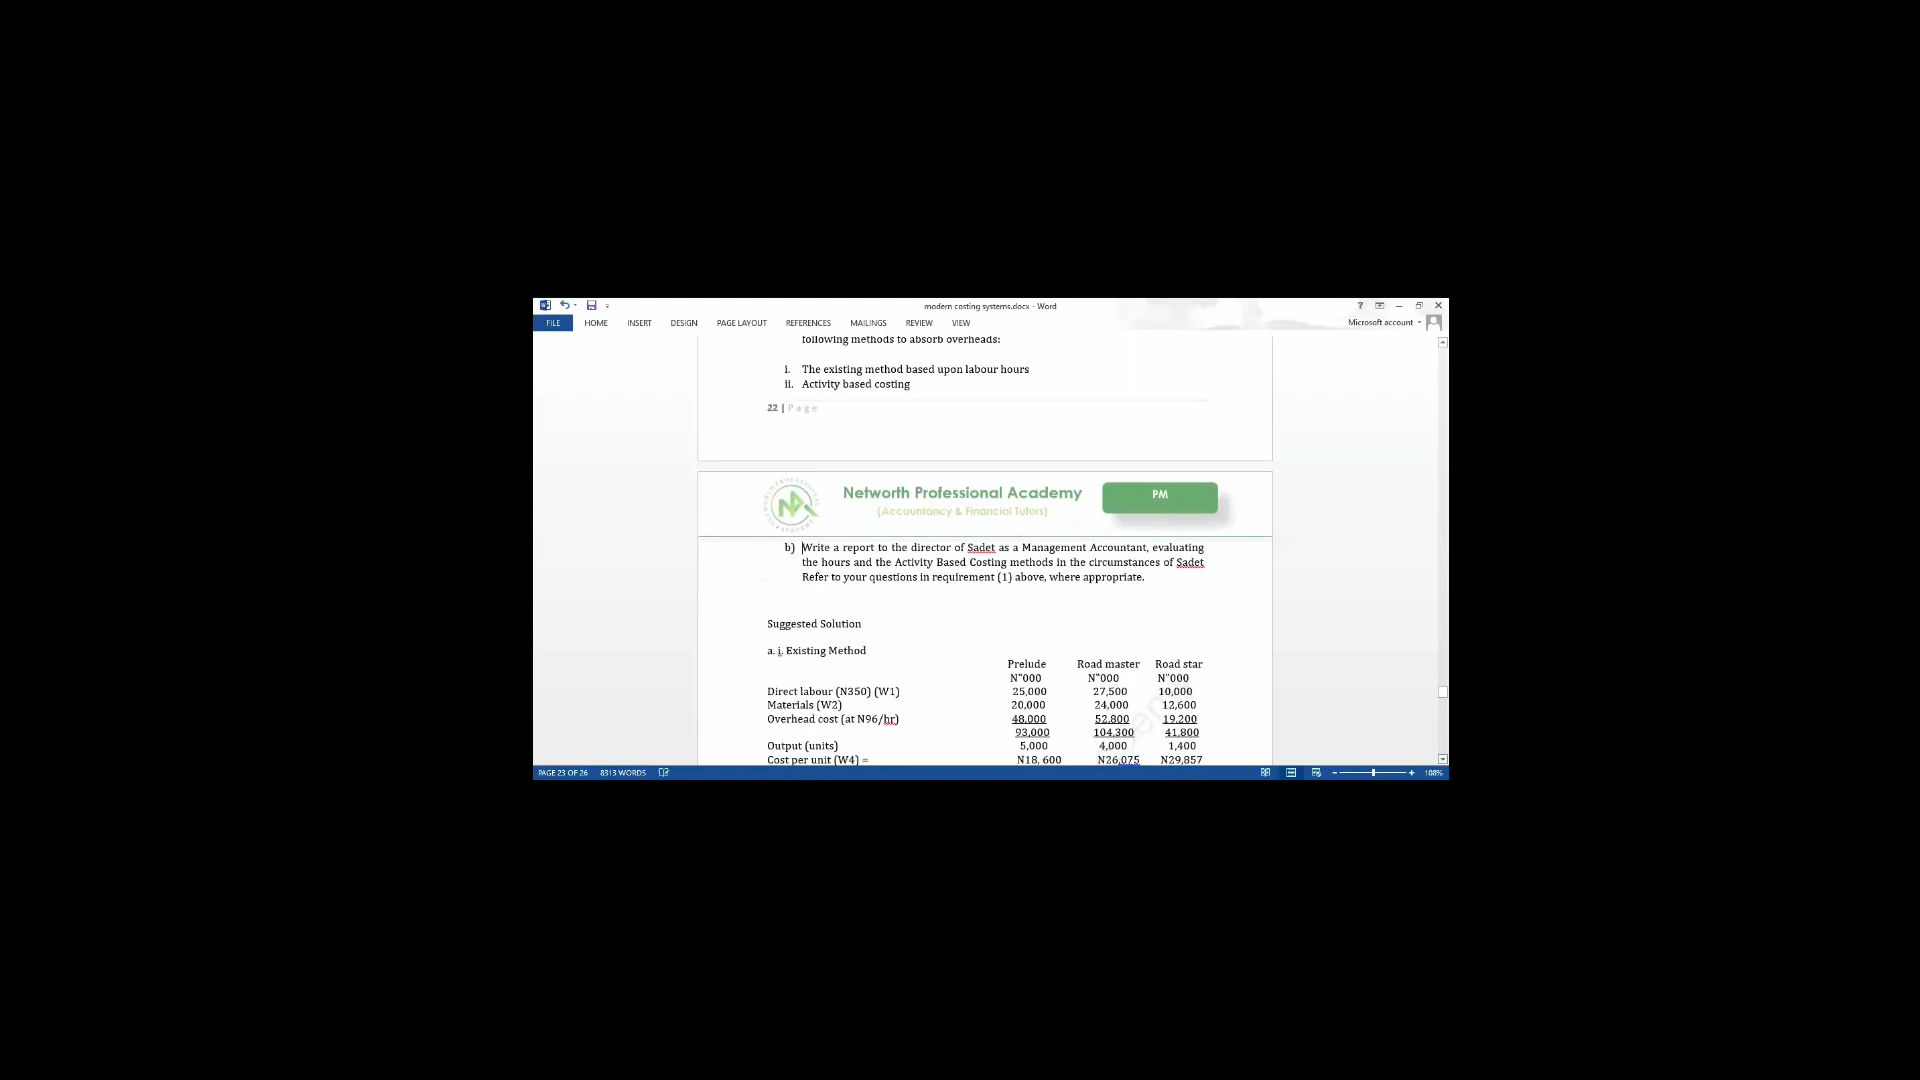 modern costing systems.docx - Word
FILE HOME INSERT DESIGN PAGE LAYOUT REFERENCES MAILINGS REVIEW VIEW Microsoft account
following methods to absorb overheads:
i. The existing method based upon labour hours
ii. Activity based costing
22 | Page
Networth Professional Academy
(Accountancy & Financial Tutors)
PM
b) Write a report to the director of Sadet as a Management Accountant, evaluating
the hours and the Activity Based Costing methods in the circumstances of Sadet
Refer to your questions in requirement (1) above, where appropriate.
Suggested Solution
a. i. Existing Method
Prelude Road master Road star
N"000 N"000 N"000
Direct labour (N350) (W1) 25,000 27,500 10,000
Materials (W2) 20,000 24,000 12,600
Overhead cost (at N96/hr) 48,000 52,800 19,200
93,000 104,300 41,800
Output (units) 5,000 4,000 1,400
Cost per unit (W4) = N18, 600 N26,075 N29,857
PAGE 23 OF 26 8313 WORDS 108%